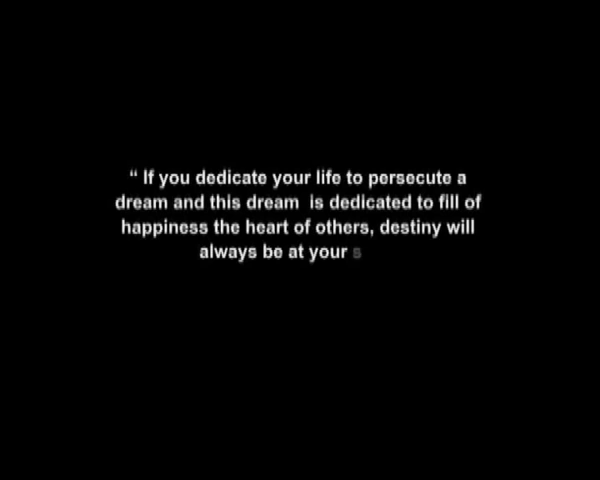 “ If you dedicate your life to persecute a
dream and this dream  is dedicated to fill of
happiness the heart of others, destiny will
always be at your s